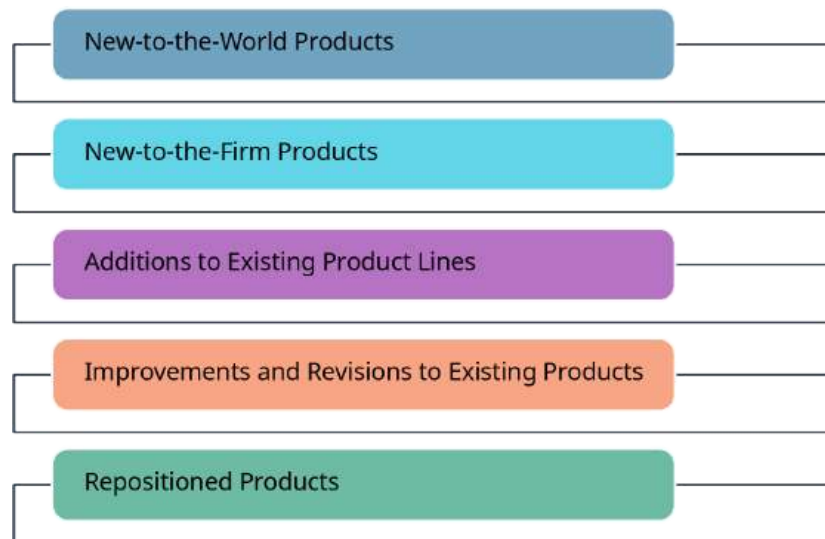 New-to-the-World Products
New-to-the-Firm Products
Additions to Existing Product Lines
Improvements and Revisions to Existing Products
Repositioned Products